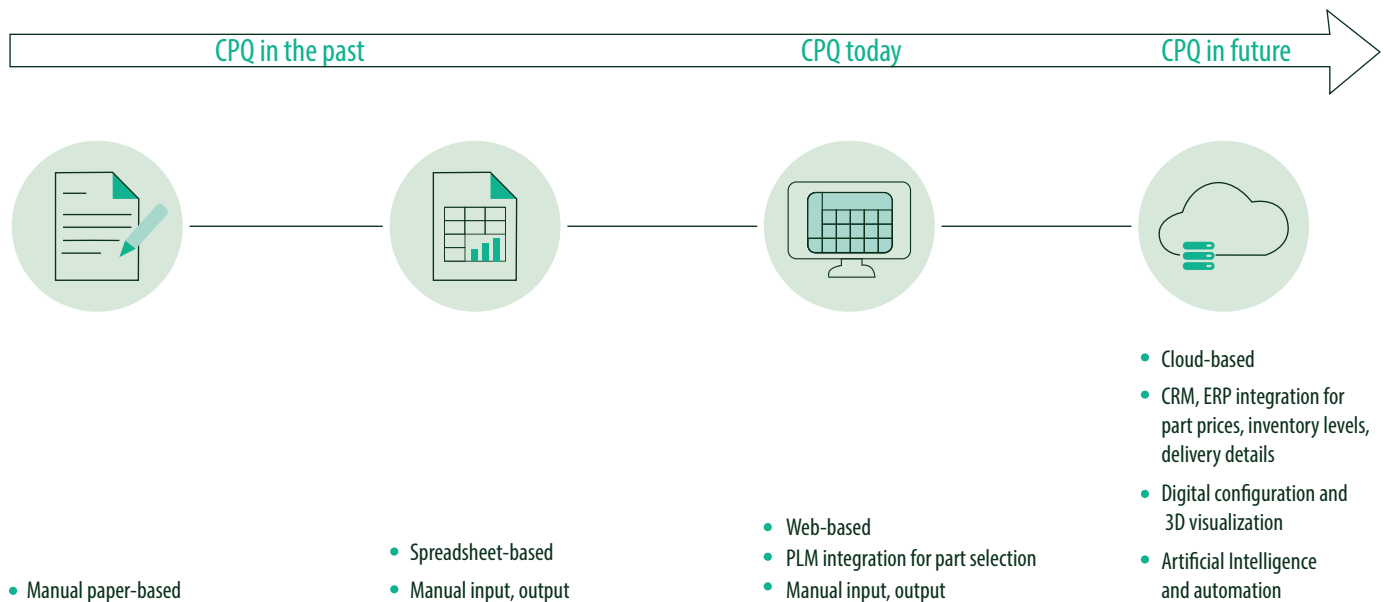 CPQ in the past
CPQ today
CPQ in future
• Manual paper-based
• Spreadsheet-based
• Manual input, output
• Web-based
• PLM integration for part selection
• Manual input, output
• Cloud-based
• CRM, ERP integration for
part prices, inventory levels,
delivery details
• Digital configuration and
3D visualization
• Artificial Intelligence
and automation